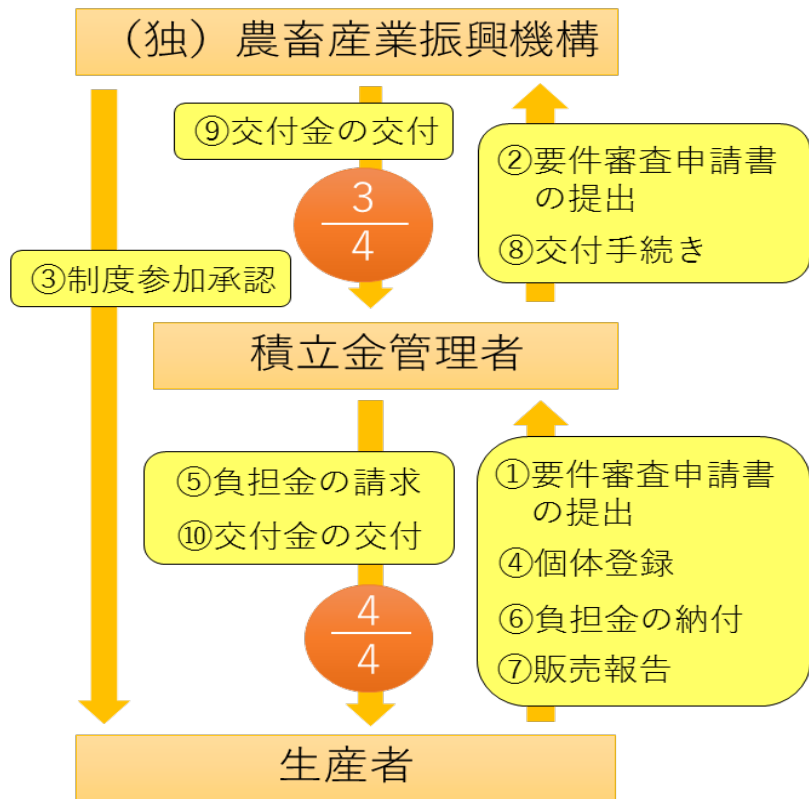 （独）農畜産業振興機構
⑨交付金の交付
3
4
②要件審査申請書
の提出
⑧交付手続き
③制度参加承認
積立金管理者
⑤負担金の請求
⑩交付金の交付
4
4
①要件審査申請書
の提出
④個体登録
⑥負担金の納付
⑦販売報告
生産者